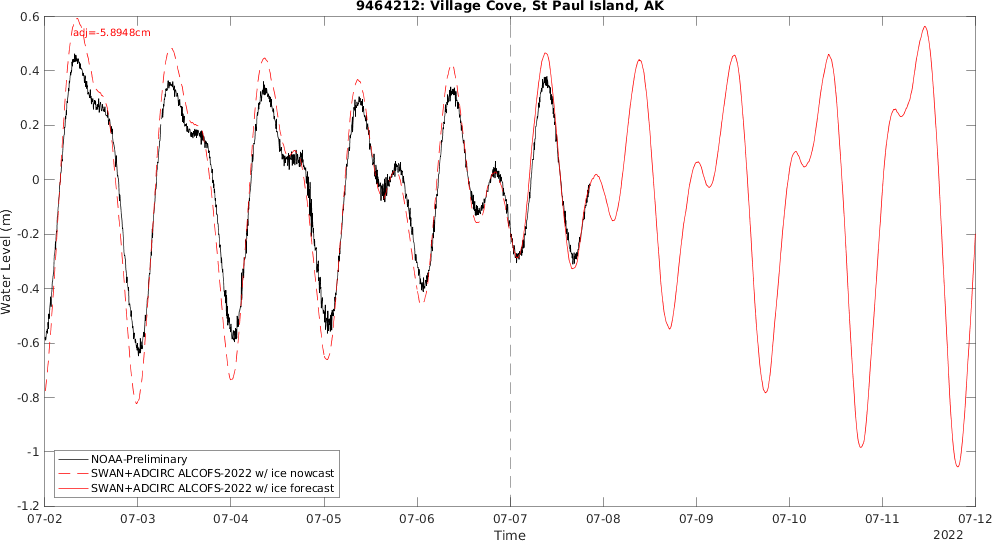 9464212: Village Cove, St Paul Island, AK
adj=-5.8948cm
0.6
0.4
0.2
0
-0.2
-0.4
-0.6
-0.8
-1
-1.2
Water Level (m)
NOAA-Preliminary
SWAN+ADCIRC ALCOFS-2022 w/ ice nowcast
SWAN+ADCIRC ALCOFS-2022 w/ ice forecast
07-02 07-03 07-04 07-05 07-06 07-07 07-08 07-09 07-10 07-11 07-12
Time
2022